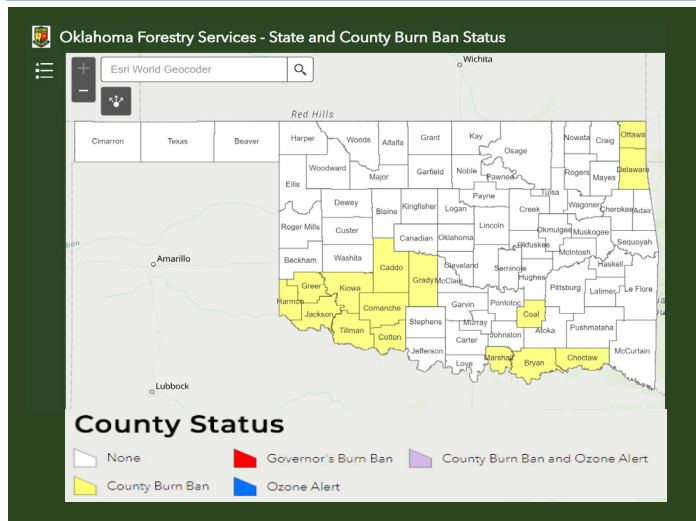 Oklahoma Forestry Services - State and County Burn Ban Status
Esri World Geocoder
Wichita
Red Hills
Cimarron Texas Beaver Harper Woods Alfalfa Grant Kay Osage Nowata Craig Ottawa
Ellis Woodward Major Garfield Noble Pawnee Tulsa Rogers Mayes Delaware
Roger Mills Dewey Blaine Kingfisher Logan Payne Lincoln Creek Wagoner Cherokee Adair
Custer Canadian Oklahoma Okfuskee Okmulgee Muskogee Sequoyah
Amarillo
Beckham Washita Caddo Grady McClain Cleveland Seminole Hughes McIntosh Haskell
Harmon Greer Kiowa Comanche Garvin Pontotoc Pittsburg Latimer Le Flore
Jackson Tillman Cotton Stephens Murray Coal Atoka Pushmataha
Jefferson Carter Johnston McCurtain
Love Marshall Bryan Choctaw
Lubbock
County Status
None
Governor's Burn Ban
County Burn Ban and Ozone Alert
County Burn Ban
Ozone Alert